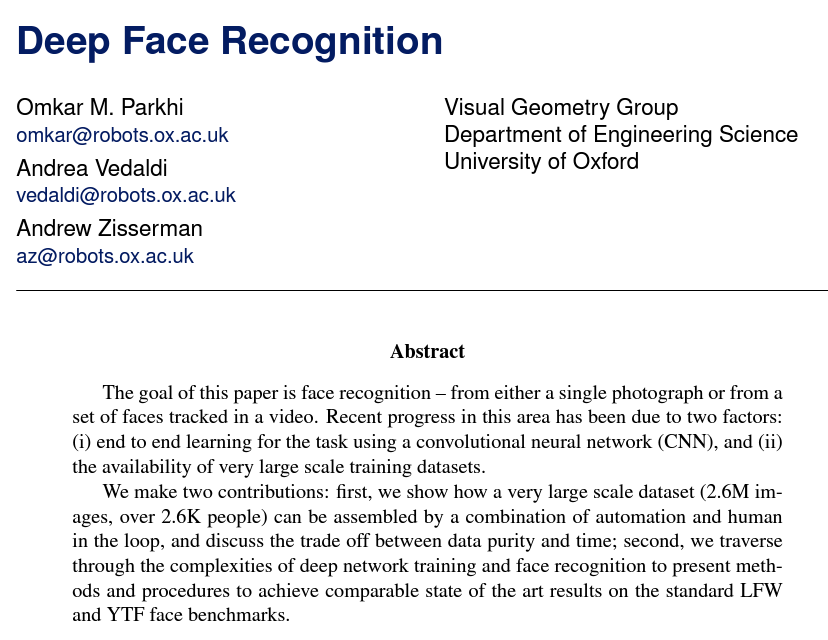 Deep Face Recognition
Omkar M. Parkhi
omkar@robots.ox.ac.uk
Andrea Vedaldi
vedaldi@robots.ox.ac.uk
Andrew Zisserman
az@robots.ox.ac.uk
Visual Geometry Group
Department of Engineering Science
University of Oxford
Abstract
The goal of this paper is face recognition – from either a single photograph or from a
set of faces tracked in a video. Recent progress in this area has been due to two factors:
(i) end to end learning for the task using a convolutional neural network (CNN), and (ii)
the availability of very large scale training datasets.
We make two contributions: first, we show how a very large scale dataset (2.6M im-
ages, over 2.6K people) can be assembled by a combination of automation and human
in the loop, and discuss the trade off between data purity and time; second, we traverse
through the complexities of deep network training and face recognition to present meth-
ods and procedures to achieve comparable state of the art results on the standard LFW
and YTF face benchmarks.